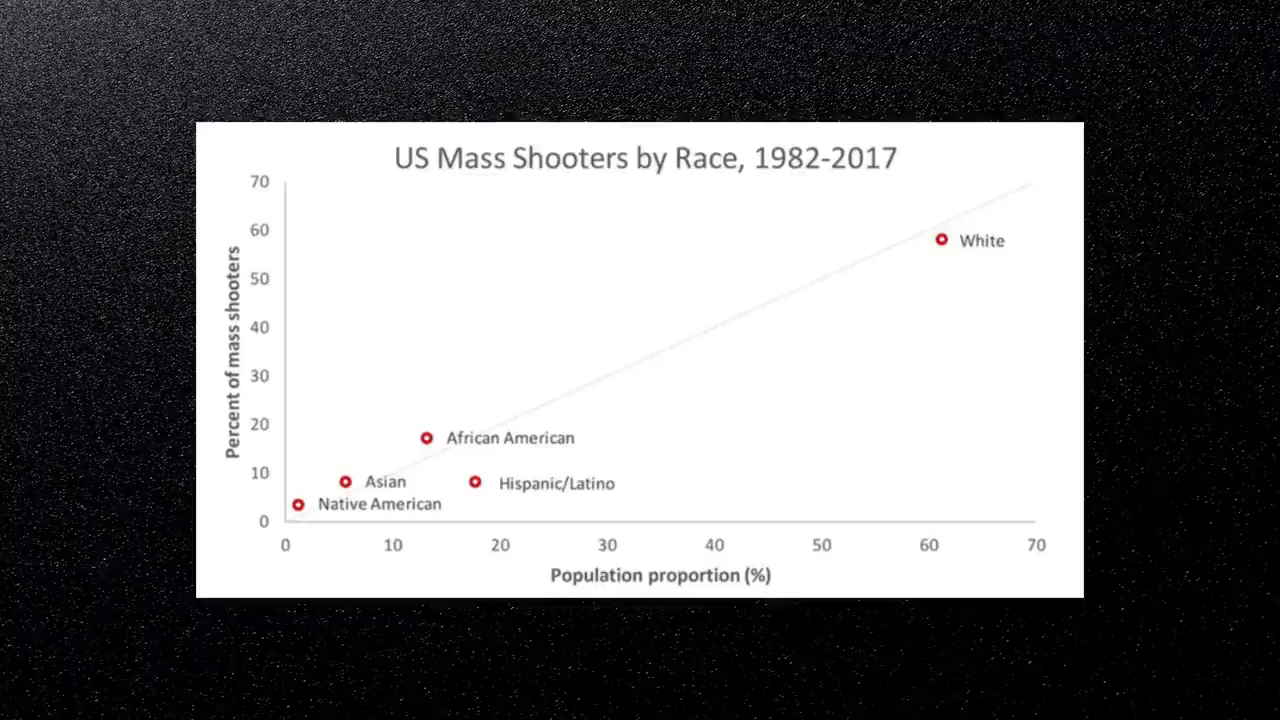 US Mass Shooters by Race, 1982-2017
Percent of mass shooters
70
60
50
40
30
20
10
0
White
African American
Asian
Hispanic/Latino
Native American
0 10 20 30 40 50 60 70
Population proportion (%)